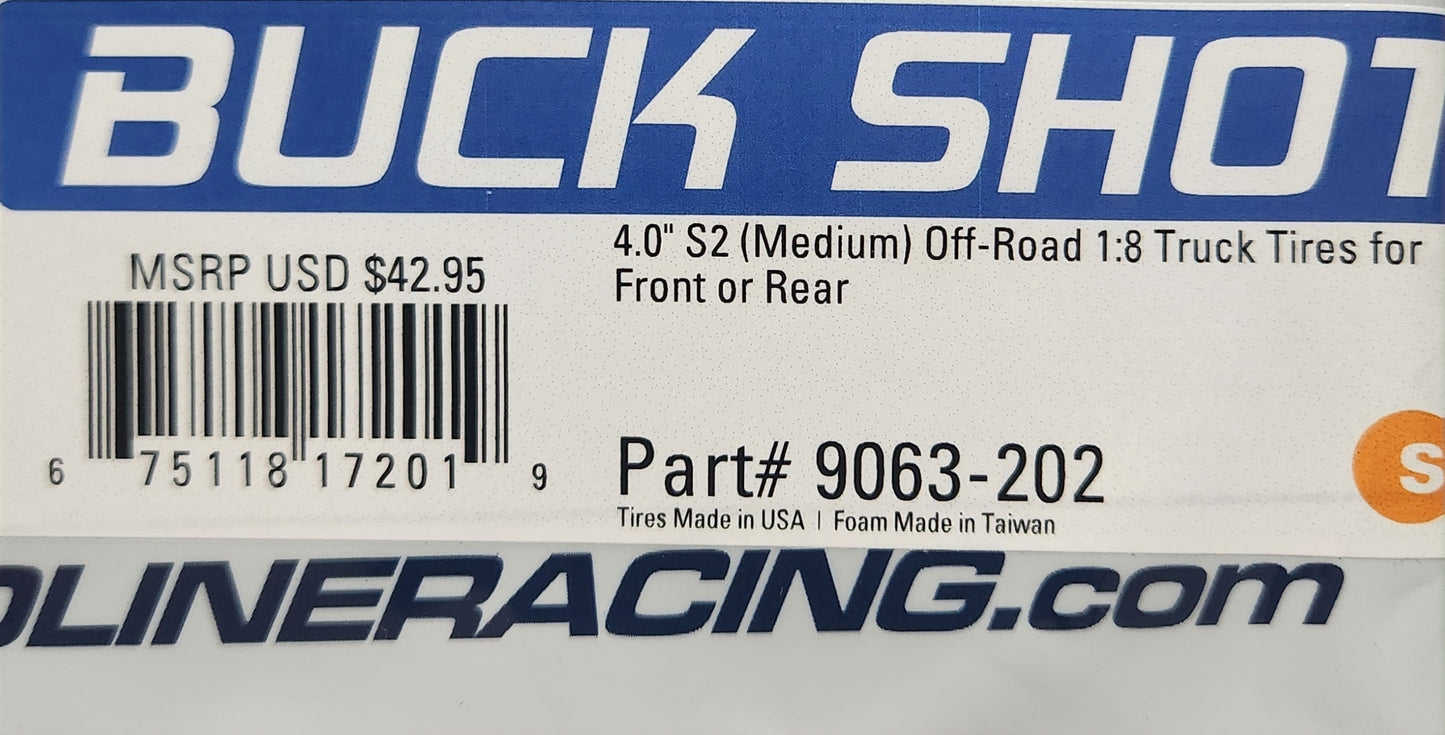 BUCK SHOT
4.0" S2 (Medium) Off-Road 1:8 Truck Tires for
Front or Rear
MSRP USD $42.95
6 75118 17201 9
Part# 9063-202
Tires Made in USA | Foam Made in Taiwan
S
OLINERACING.com